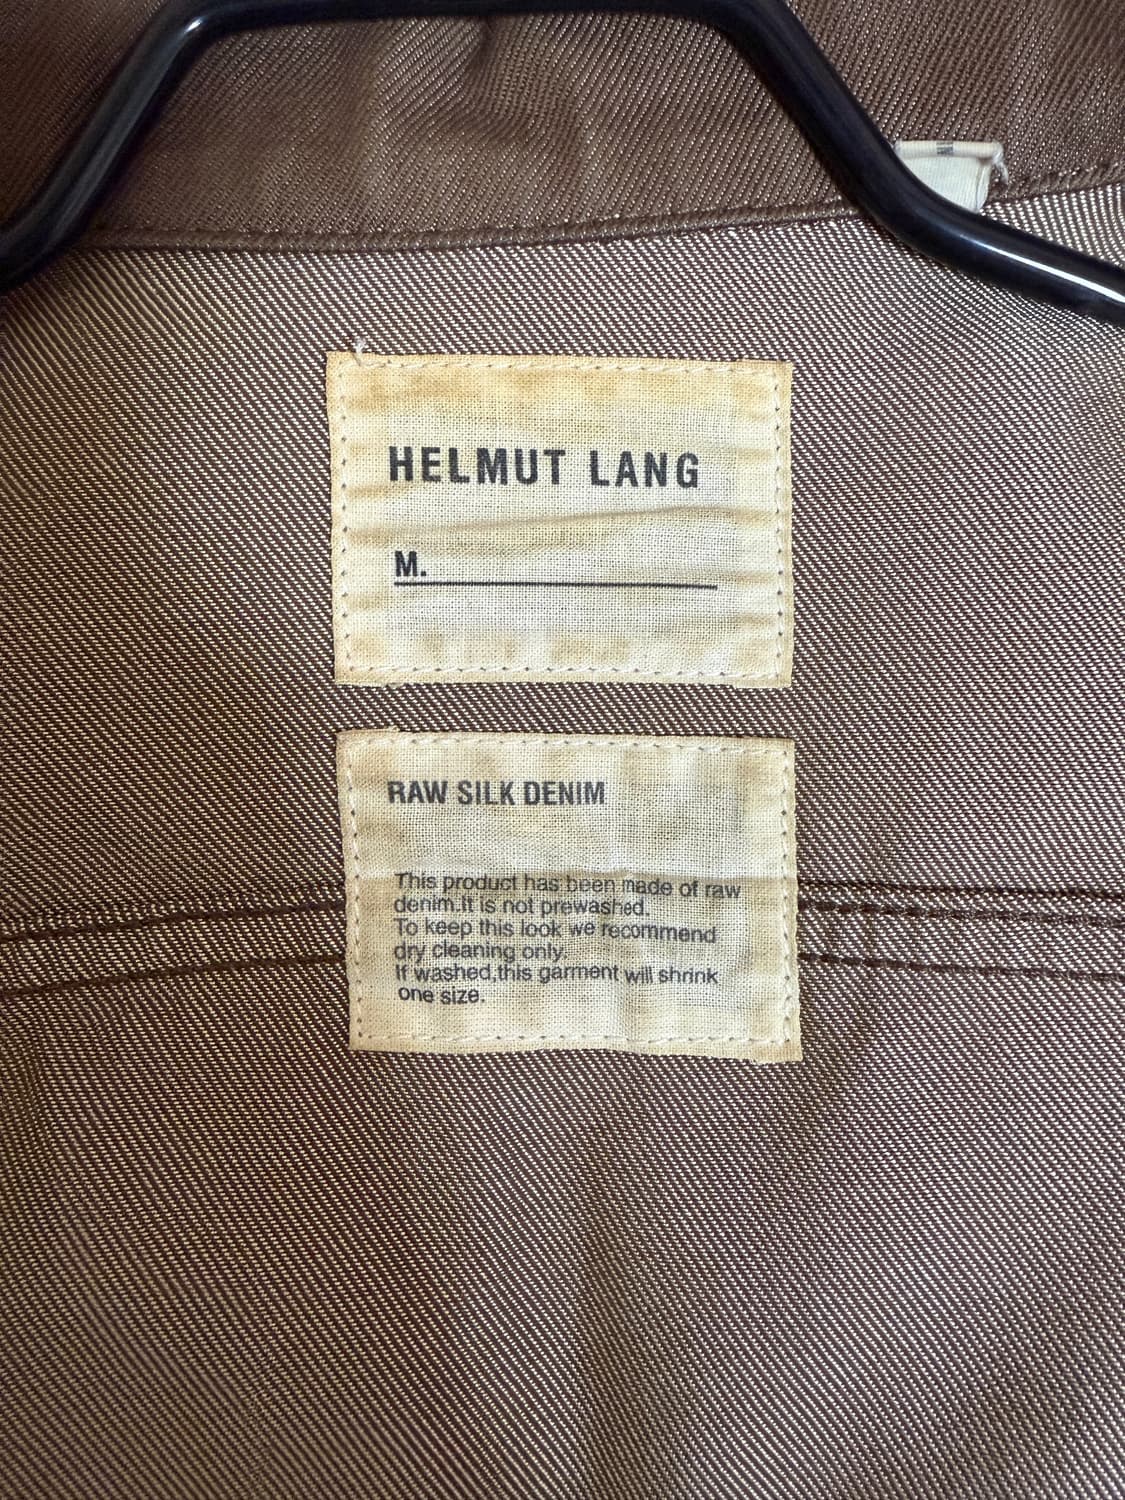 HELMUT LANG
M.
RAW SILK DENIM
This product has been made of raw
denim.It is not prewashed.
To keep this look we recommend
dry cleaning only.
If washed,this garment will shrink
one size.